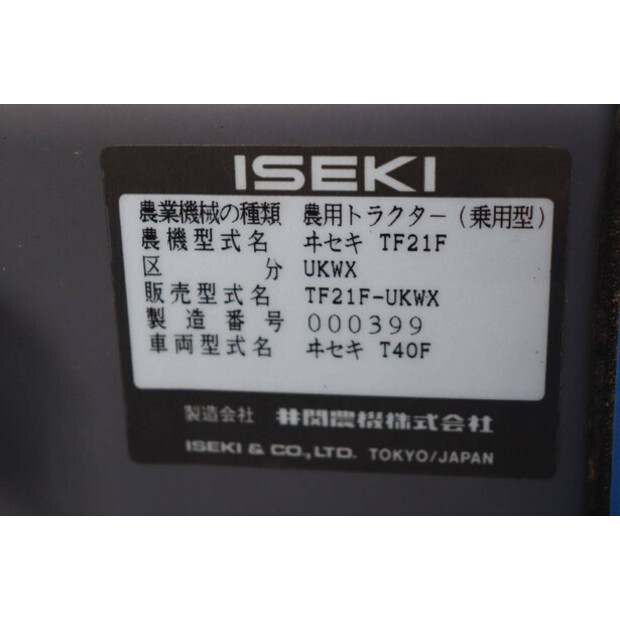 ISEKI
農業機械の種類 農用トラクター（乗用型）
農機型式名 ヰセキ TF21F
区分 UKWX
販売型式名 TF21F-UKWX
製造番号 000399
車両型式名 ヰセキ T40F
製造会社 井関農機株式会社
ISEKI & CO., LTD. TOKYO/JAPAN